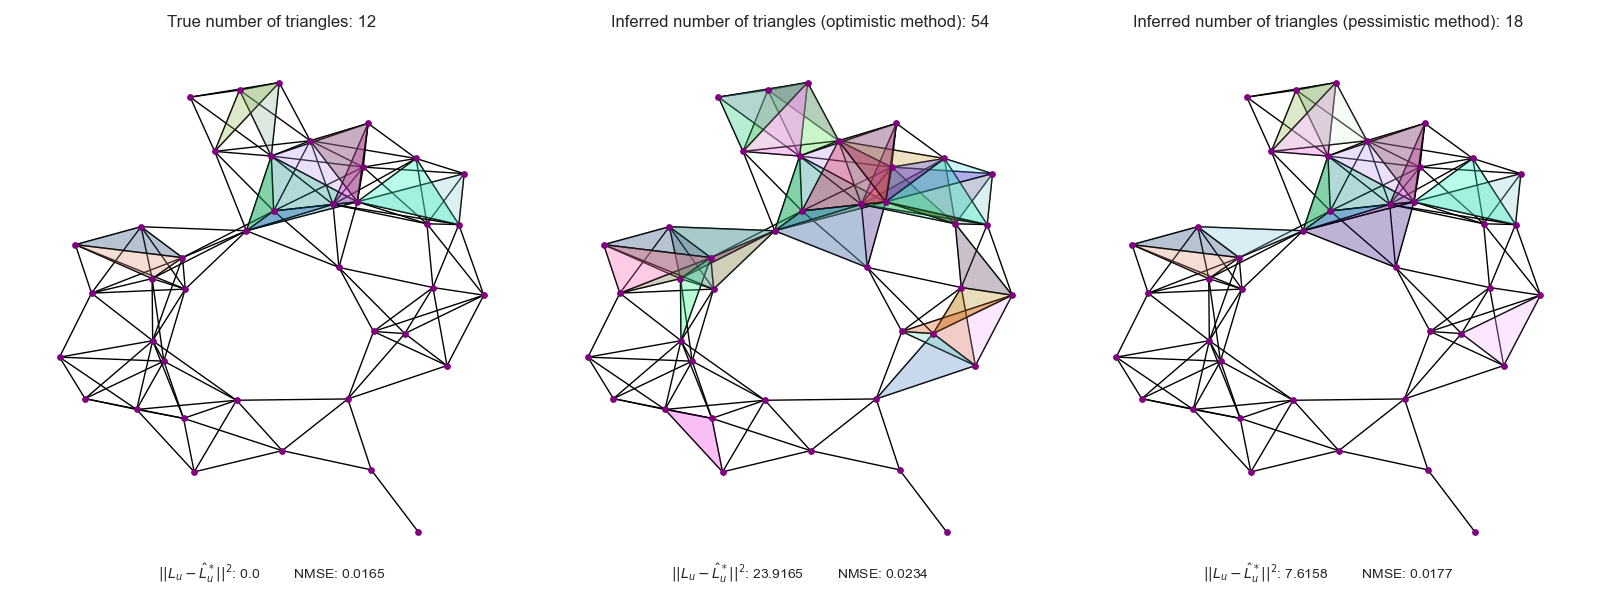 True number of triangles: 12
Inferred number of triangles (optimistic method): 54
Inferred number of triangles (pessimistic method): 18
$||L_u - \hat{L}_u^*||^2$: 0.0 NMSE: 0.0165
$||L_u - \hat{L}_u^*||^2$: 23.9165 NMSE: 0.0234
$||L_u - \hat{L}_u^*||^2$: 7.6158 NMSE: 0.0177